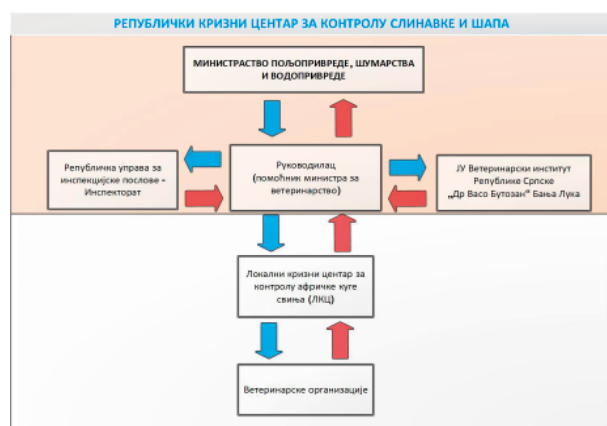 РЕПУБЛИЧКИ КРИЗНИ ЦЕНТАР ЗА КОНТРОЛУ СЛИНАВКЕ И ШАПА
МИНИСТРАСТВО ПОЉОПРИВРЕДЕ, ШУМАРСТВА
И ВОДОПРИВРЕДЕ
Републичка управа за
инспекцијске послове -
Инспекторат
Руководилац
(помоћник министра за
ветеринарство)
ЈУ Ветеринарски институт
Републике Српске
„Др Васо Бутозан“ Бања Лука
Локални кризни центар за
контролу афричке куге
свиња (ЛКЦ)
Ветеринарске организације